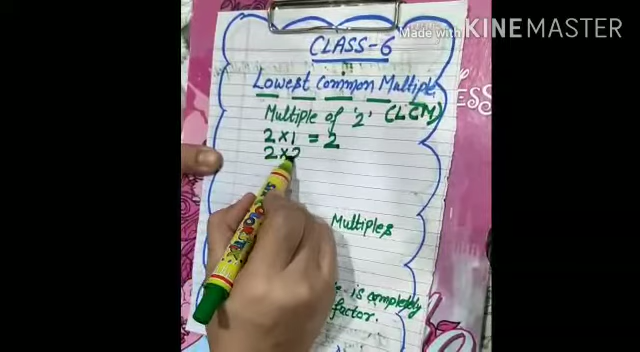 Made with KINEMASTER
CLASS-6
Lowest Common Multiple
Multiple of '2' (LCM)
2×1 = 2
2×2
Multiples
is completely
factor.